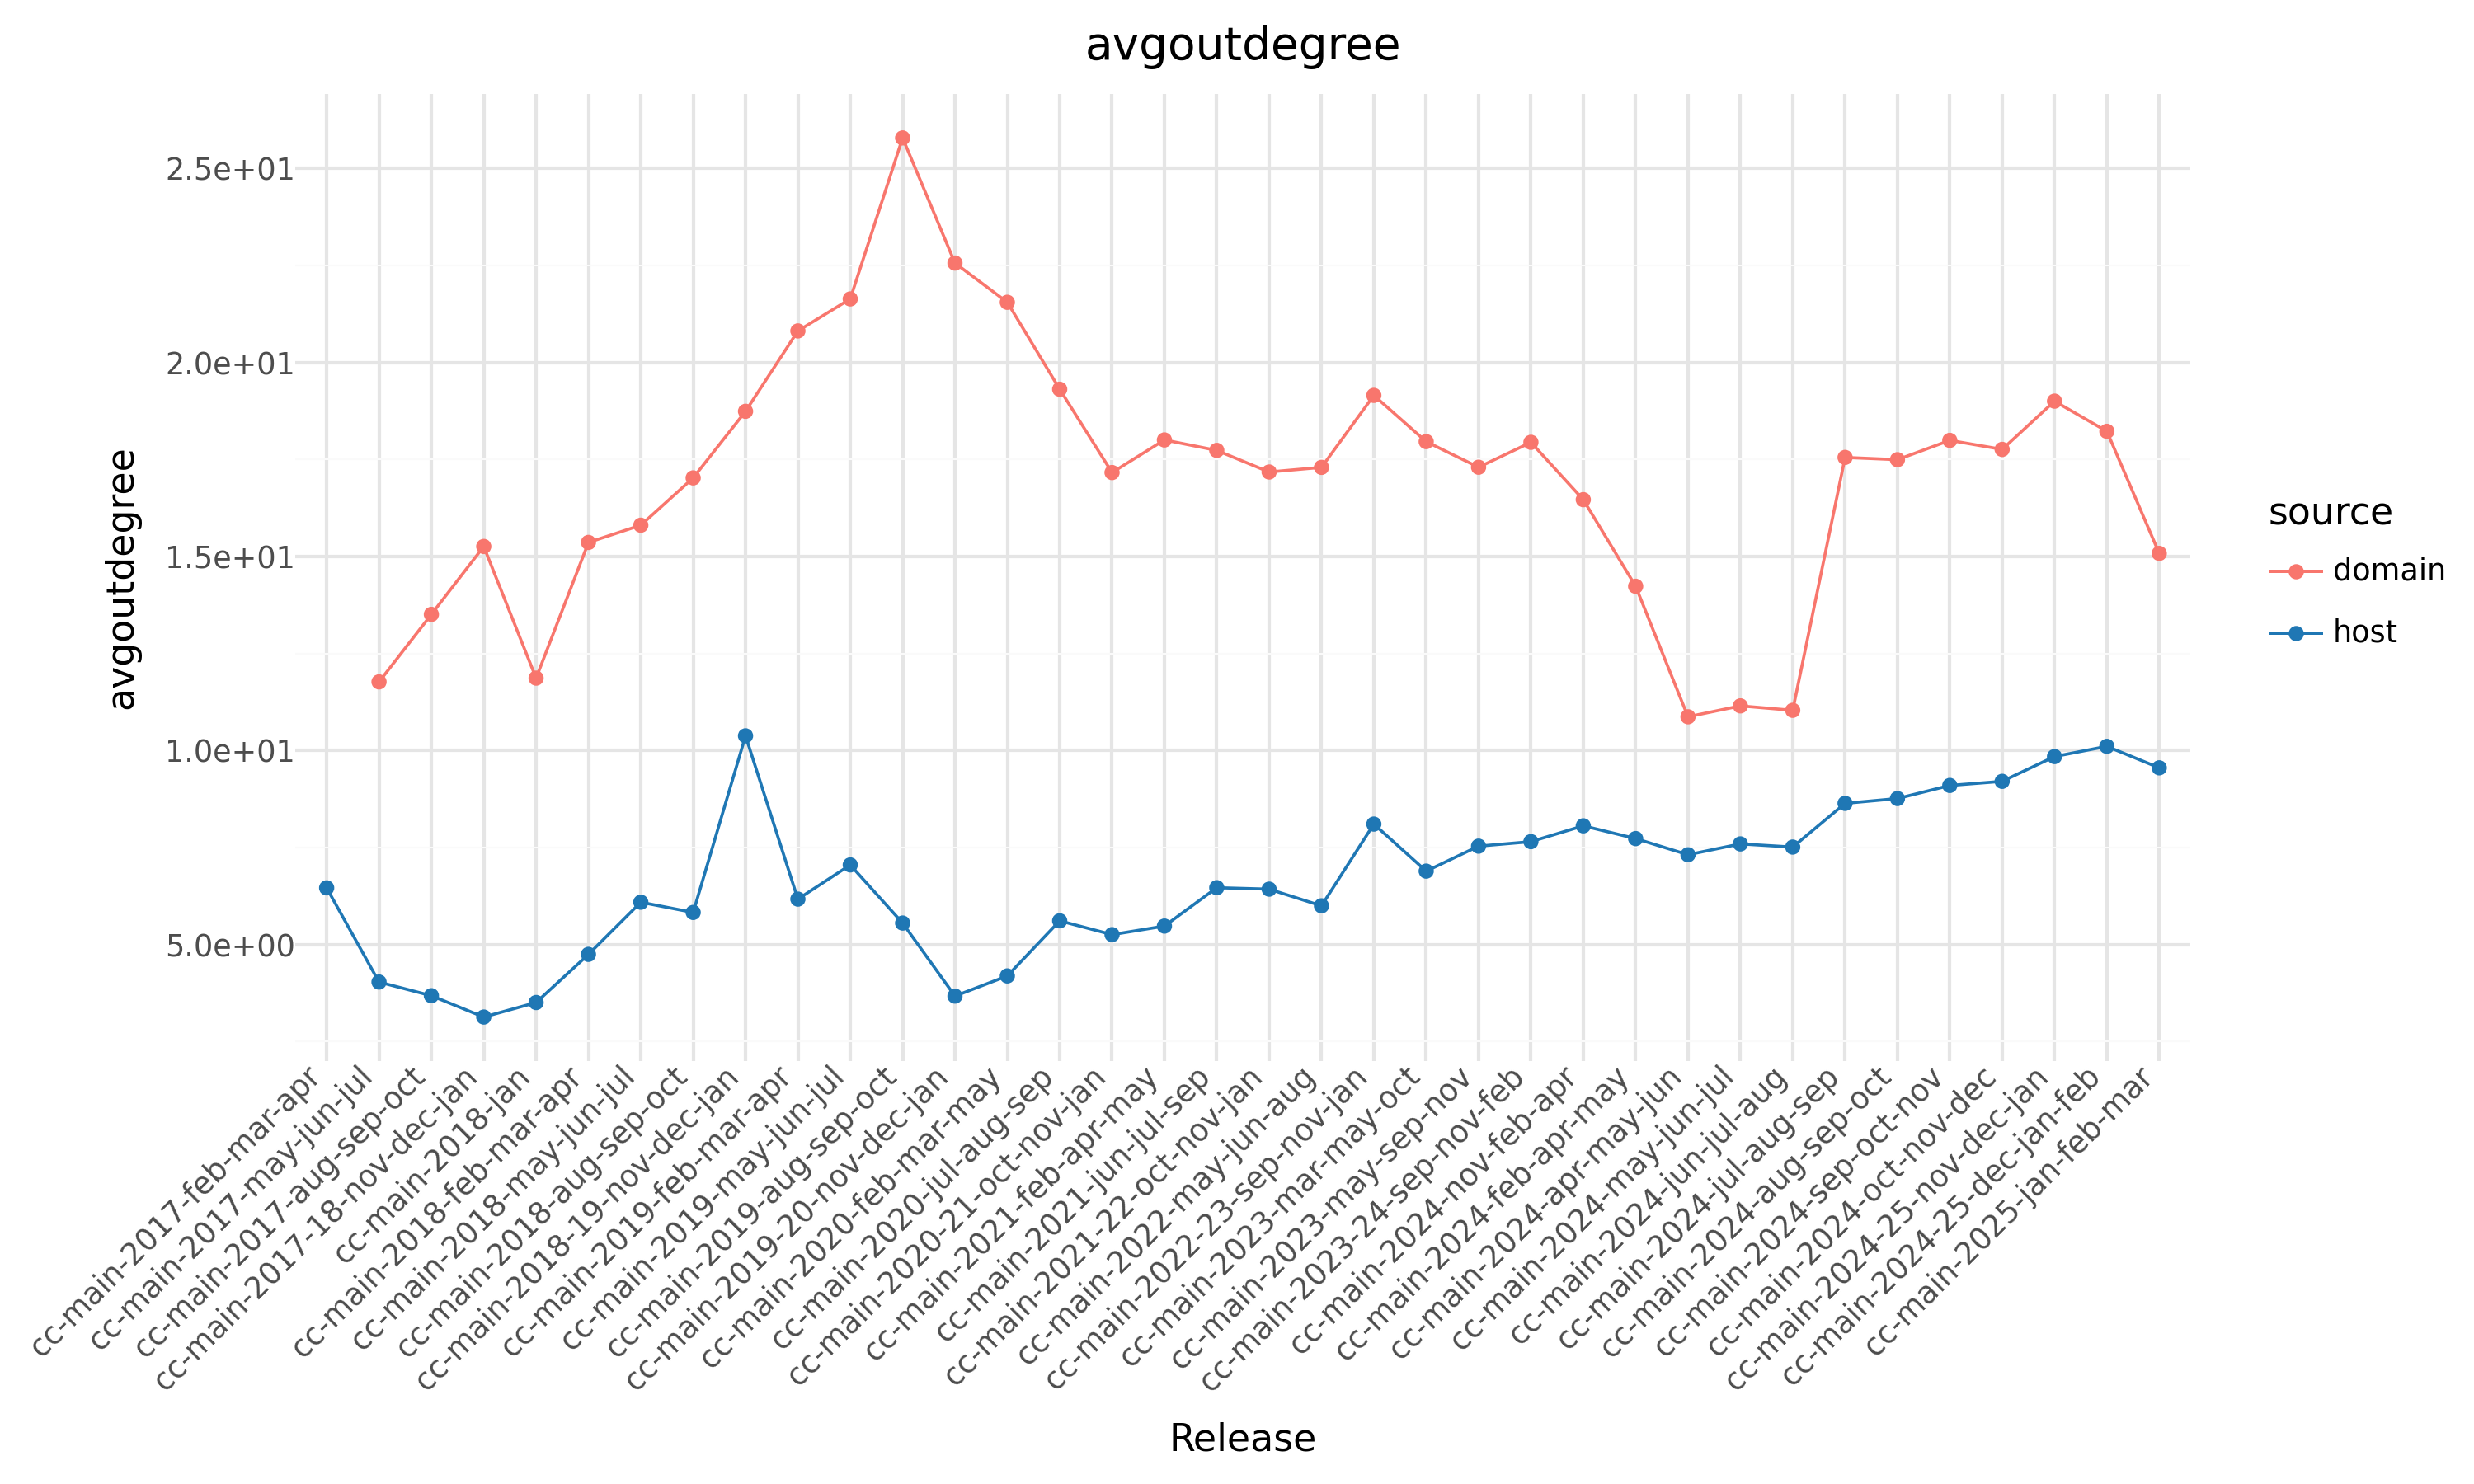 avgoutdegree
avgoutdegree
2.5e+01
2.0e+01
1.5e+01
1.0e+01
5.0e+00
cc-main-2017-feb-mar-apr
cc-main-2017-may-jun-jul
cc-main-2017-aug-sep-oct
cc-main-2017-18-nov-dec-jan
cc-main-2018-jan
cc-main-2018-feb-mar-apr
cc-main-2018-may-jun-jul
cc-main-2018-aug-sep-oct
cc-main-2018-19-nov-dec-jan
cc-main-2019-feb-mar-apr
cc-main-2019-may-jun-jul
cc-main-2019-aug-sep-oct
cc-main-2019-20-nov-dec-jan
cc-main-2020-feb-mar-may
cc-main-2020-jul-aug-sep
cc-main-2020-21-oct-nov-jan
cc-main-2021-feb-apr-may
cc-main-2021-jun-jul-sep
cc-main-2021-22-oct-nov-jan
cc-main-2022-may-jun-aug
cc-main-2022-23-sep-nov-jan
cc-main-2023-mar-may-oct
cc-main-2023-may-sep-nov
cc-main-2023-24-sep-nov-feb
cc-main-2024-nov-feb-apr
cc-main-2024-feb-apr-may
cc-main-2024-apr-may-jun
cc-main-2024-may-jun-jul
cc-main-2024-jun-jul-aug
cc-main-2024-jul-aug-sep
cc-main-2024-aug-sep-oct
cc-main-2024-sep-oct-nov
cc-main-2024-oct-nov-dec
cc-main-2024-25-nov-dec-jan
cc-main-2024-25-dec-jan-feb
cc-main-2025-jan-feb-mar
Release
source
domain
host